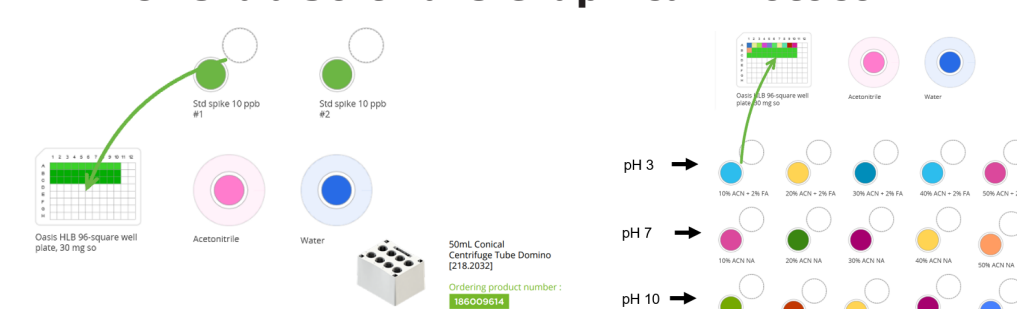 Std spike 10 ppb
#1
Std spike 10 ppb
#2
1 2 3 4 5 6 7 8 9 10 11 12
A
B
C
D
E
F
G
H
Oasis HLB 96-square well
plate, 30 mg so
Acetonitrile
Water
50mL Conical
Centrifuge Tube Domino
[218.2032]
Ordering product number :
186009614
Oasis HLB 96-square well
plate, 30 mg so
Acetonitrile
Water
pH 3
10% ACN + 2% FA
20% ACN + 2% FA
30% ACN + 2% FA
40% ACN + 2% FA
50% ACN +
pH 7
10% ACN NA
20% ACN NA
30% ACN NA
40% ACN NA
50% ACN NA
pH 10